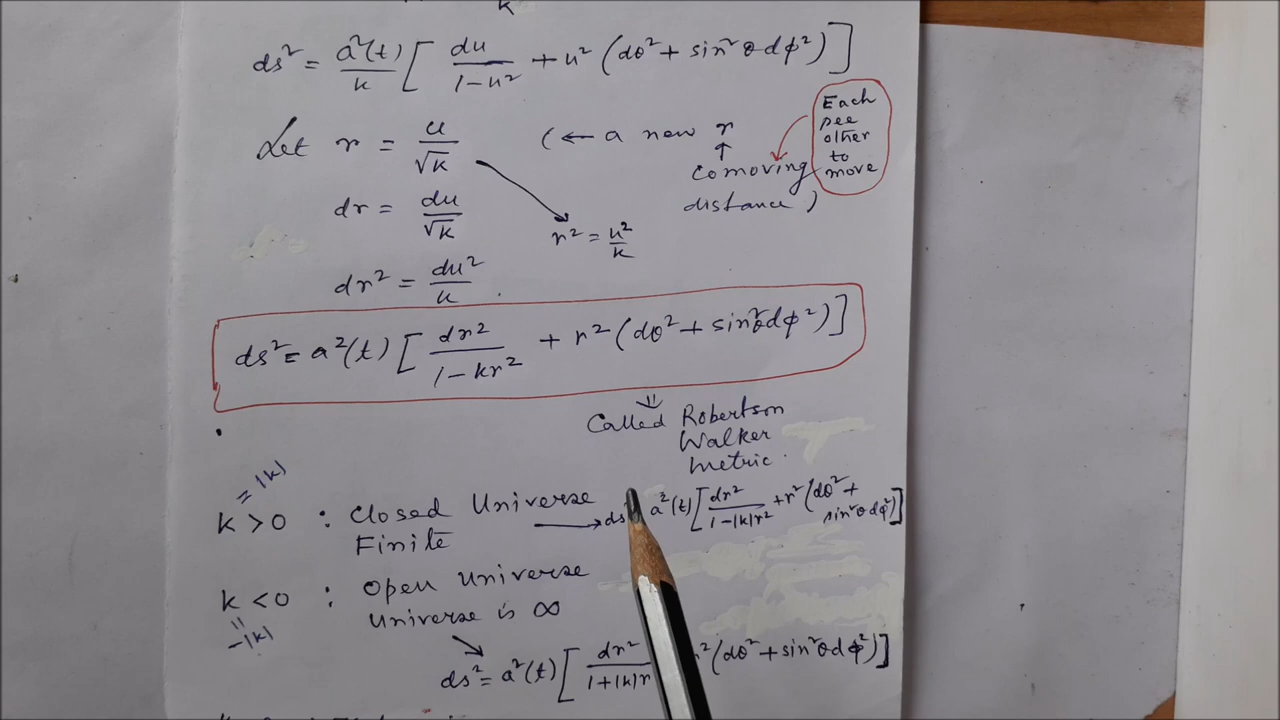 k
ds² = a²(t)/k [ du/1-u² + u² (dθ² + sin²θ dφ²) ]
Let r = u/√k (← a new r
↑
comoving
distance )
Each
see
other
to
move
dr = du/√k
r² = u²/k
dr² = du²/k
ds² = a²(t) [ dr²/1-kr² + r² (dθ² + sin²θdφ²) ]
Called Robertson
Walker
metric.
= |k|
k > 0 : Closed Universe
Finite
→ ds² a²(t) [ dr²/1-|k|r² + r² (dθ² +
sin²θ dφ²) ]
k < 0 : Open Universe
= -|k|
Universe is ∞
ds² = a²(t) [ dr²/1+|k|r ² (dθ² + sin²θ dφ²) ]